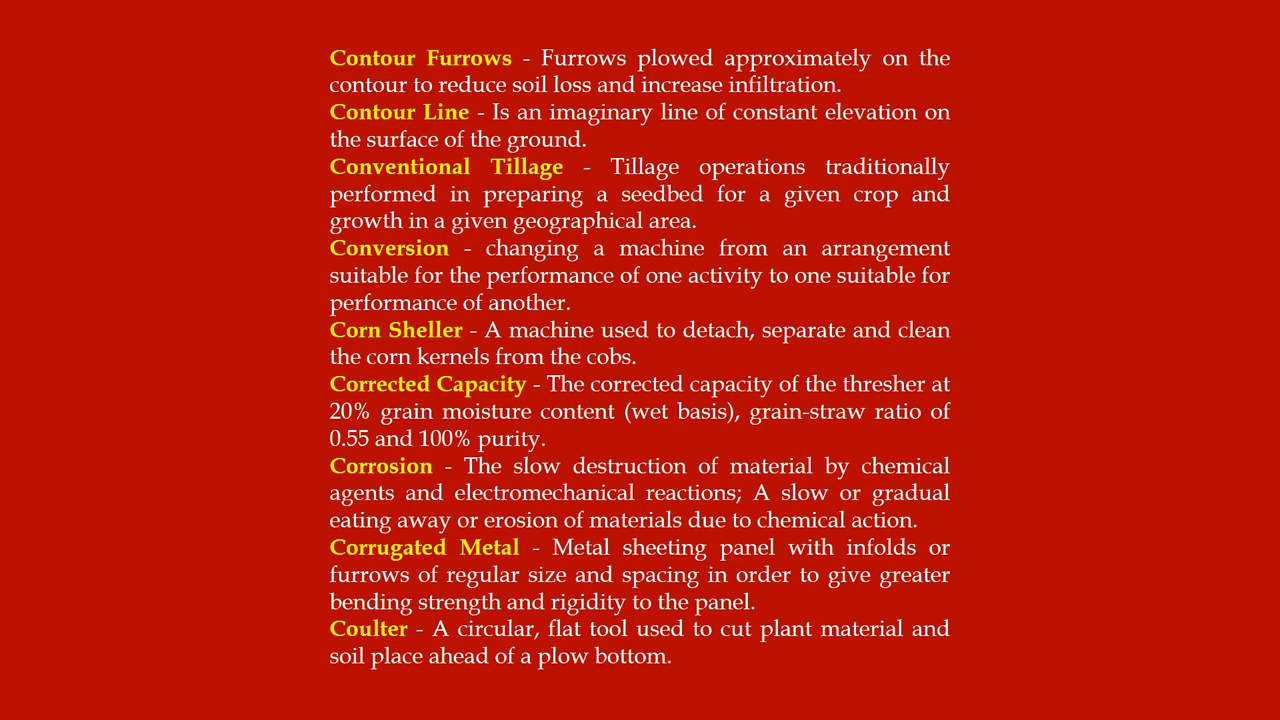 Contour Furrows - Furrows plowed approximately on the
contour to reduce soil loss and increase infiltration.
Contour Line - Is an imaginary line of constant elevation on
the surface of the ground.
Conventional Tillage - Tillage operations traditionally
performed in preparing a seedbed for a given crop and
growth in a given geographical area.
Conversion - changing a machine from an arrangement
suitable for the performance of one activity to one suitable for
performance of another.
Corn Sheller - A machine used to detach, separate and clean
the corn kernels from the cobs.
Corrected Capacity - The corrected capacity of the thresher at
20% grain moisture content (wet basis), grain-straw ratio of
0.55 and 100% purity.
Corrosion - The slow destruction of material by chemical
agents and electromechanical reactions; A slow or gradual
eating away or erosion of materials due to chemical action.
Corrugated Metal - Metal sheeting panel with infolds or
furrows of regular size and spacing in order to give greater
bending strength and rigidity to the panel.
Coulter - A circular, flat tool used to cut plant material and
soil place ahead of a plow bottom.